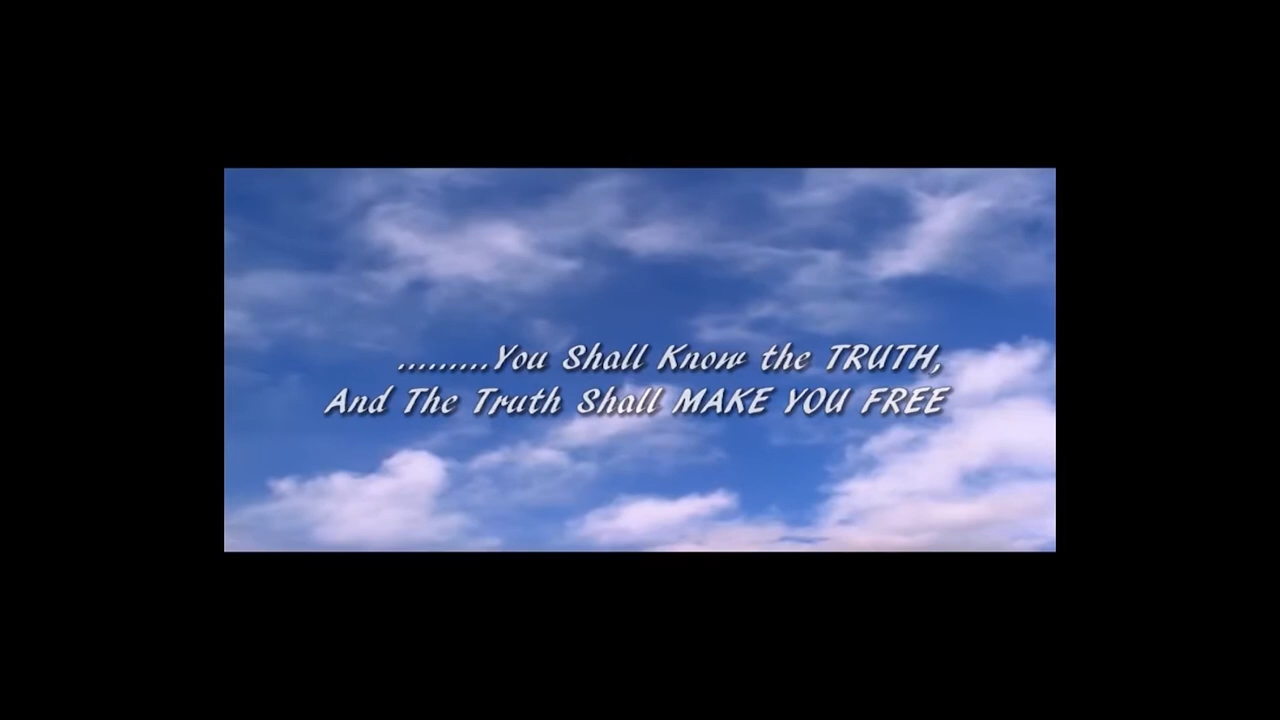 .........You Shall Know the TRUTH,
And The Truth Shall MAKE YOU FREE